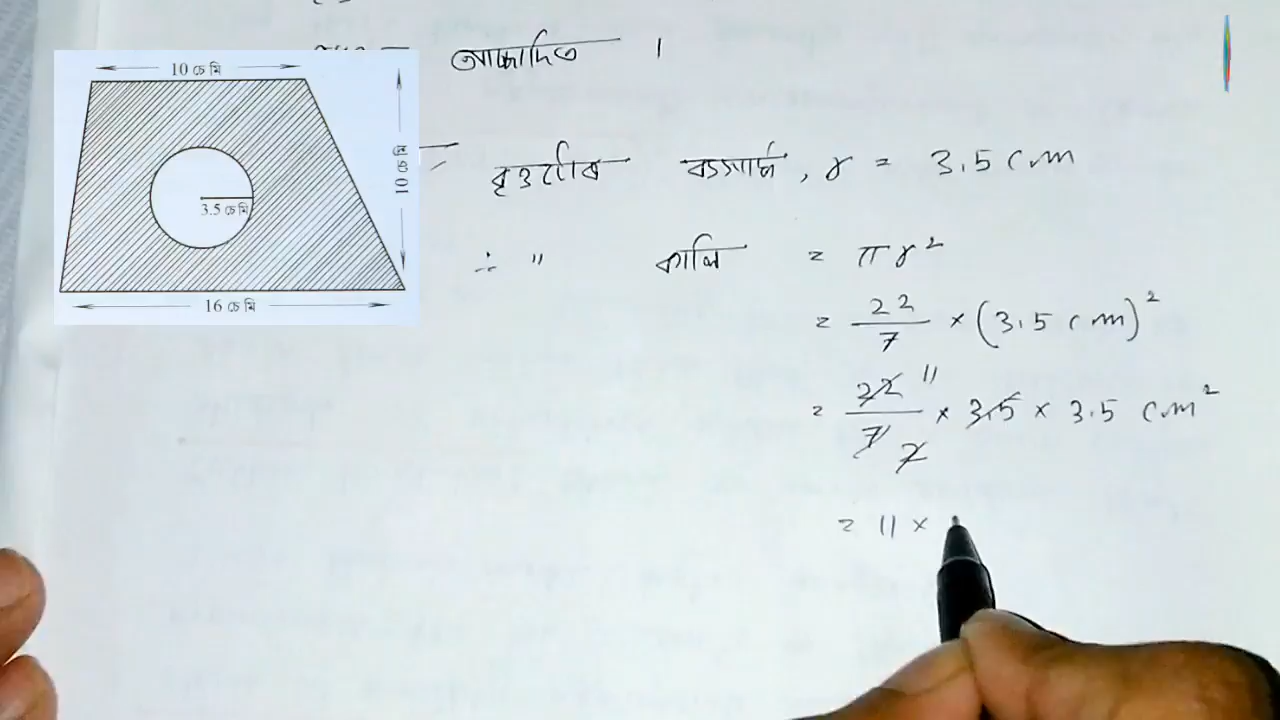 আচ্ছাদিত ।
10 চে মি
10 চে মি
3.5 চে মি
16 চে মি
বৃত্তটোৰ ব্যাসাৰ্ধ, r = 3.5 cm
∴ " কালি = πr²
= 22/7 × (3.5 cm)²
= 22 11/7 2 × 3.5 × 3.5 cm²
= 11 ×